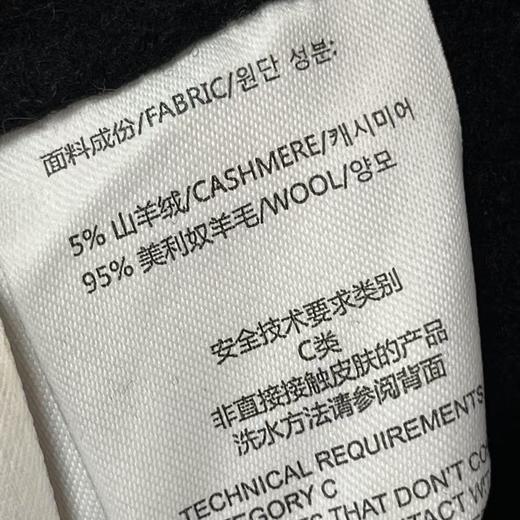 面料成份/FABRIC/원단 성분:
5% 山羊绒/CASHMERE/캐시미어
95% 美利奴羊毛/WOOL/양모
安全技术要求类别
C类
非直接接触皮肤的产品
洗水方法请参阅背面
TECHNICAL REQUIREMENTS
C
THAT DON'T